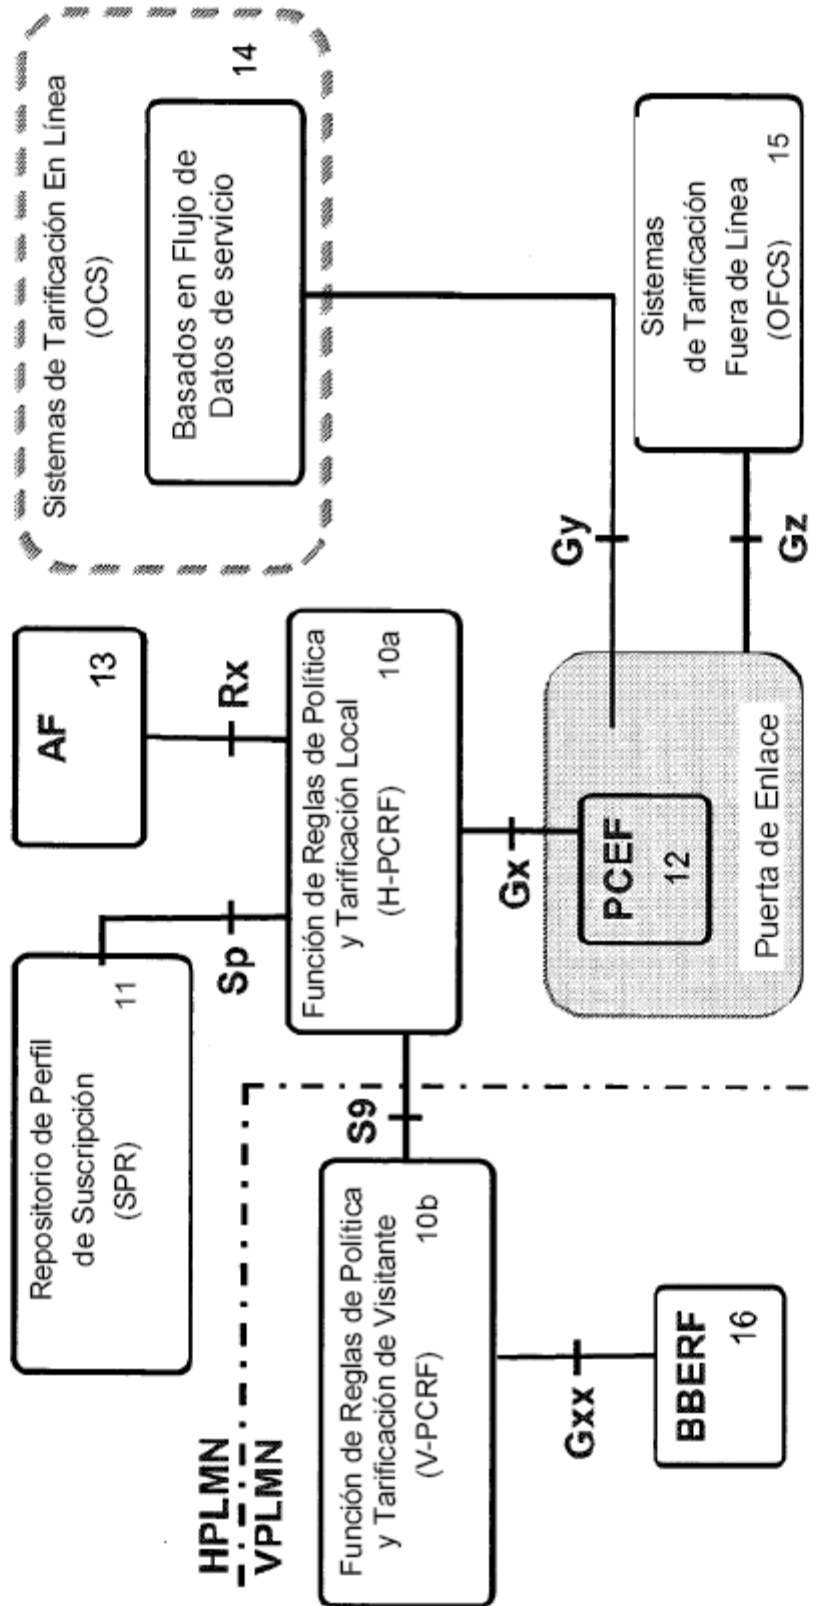 Repositorio de Perfil
de Suscripción
(SPR)
11
AF
13
Sistemas de Tarificación En Línea
(OCS)
Basados en Flujo de
Datos de servicio
14
HPLMN
VPLMN
Sp
Rx
Función de Reglas de Política
y Tarificación de Visitante
(V-PCRF)
10b
S9
Función de Reglas de Política
y Tarificación Local
(H-PCRF)
10a
Gxx
Gx
Gy
BBERF
16
PCEF
12
Puerta de Enlace
Gz
Sistemas
de Tarificación
Fuera de Línea
(OFCS)
15